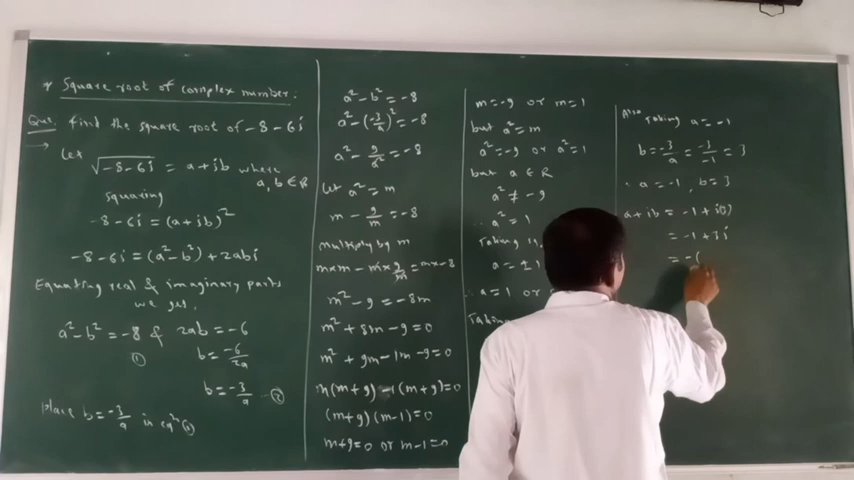 * Square root of complex number.
Que: find the square root of -8-6i
→ Let
√-8-6i = a+ib where
a, b ∈ R
squaring
-8-6i = (a+ib)²
-8-6i = (a²-b²)+2abi
Equating real & imaginary parts
we get,
a²-b² = -8 & 2ab = -6
① b = -6/2a
b = -3/a -②
place b = -3/a in eqⁿ ①
a²-b² = -8
a²-(-3/a)² = -8
a²-9/a² = -8
Let a² = m
m - 9/m = -8
multiply by m
m×m - m×9/m = m×-8
m²-9 = -8m
m²+8m-9 = 0
m²+9m-1m-9=0
m(m+9)-1(m+9)=0
(m+9)(m-1)=0
m+9=0 or m-1=0
m=-9 or m=1
but a²=m
a²=-9 or a²=1
but a ∈ R
a² ≠ -9
∴ a² = 1
Taking
a = ±1
∴ a = 1 or
Taking
Also
Taking a = -1
b = -3/a = -3/-1 = 3
∴ a = -1, b = 3
a+ib = -1+i(3)
= -1+3i
= -(